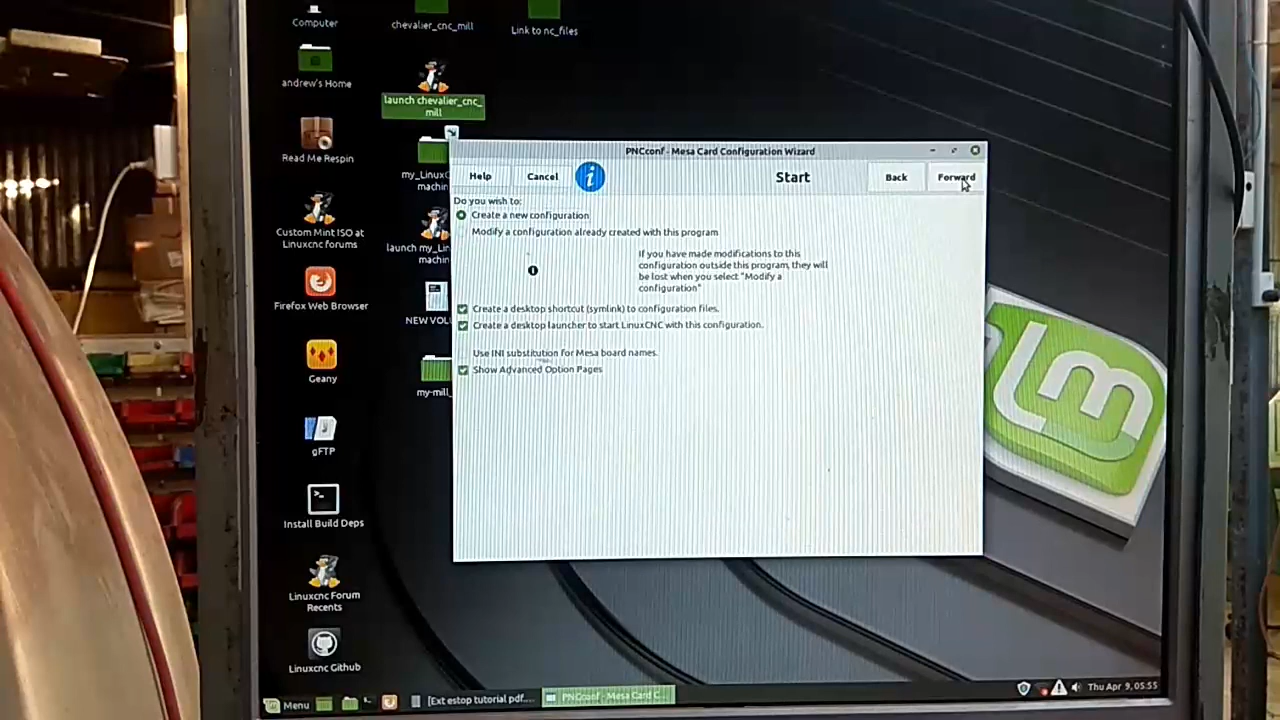 Computer
chevalier_cnc_mill
Link to nc_files
andrew's Home
launch chevalier_cnc_
mill
Read Me Respin
my_LinuxC
machin
Custom Mint ISO at
Linuxcnc forums
launch my_Lin
machin
Firefox Web Browser
NEW VOLU
Geany
my-mill_
gFTP
Install Build Deps
Linuxcnc Forum
Recents
Linuxcnc Github
PNCconf - Mesa Card Configuration Wizard
Help
Cancel
Start
Back
Forward
Do you wish to:
Create a new configuration
Modify a configuration already created with this program
If you have made modifications to this
configuration outside this program, they will
be lost when you select "Modify a
configuration"
Create a desktop shortcut (symlink) to configuration files.
Create a desktop launcher to start LinuxCNC with this configuration.
Use INI substitution for Mesa board names.
Show Advanced Option Pages
Menu
[Ext estop tutorial pdf...
PNCconf - Mesa Card C...
Thu Apr 9, 05:55